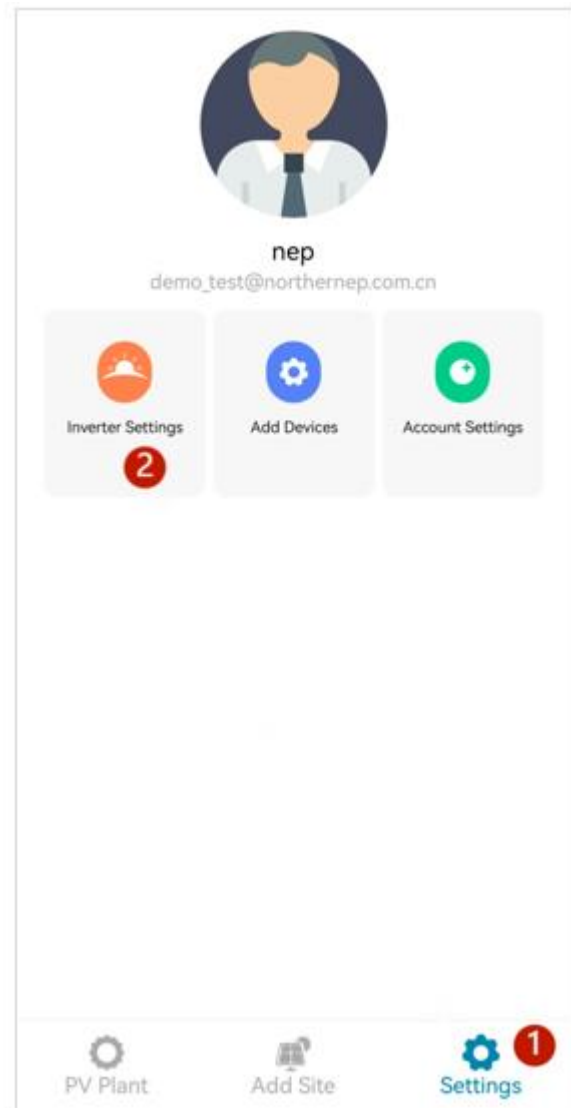 nep
demo_test@northernep.com.cn
Inverter Settings
Add Devices
Account Settings
2
PV Plant
Add Site
Settings
1